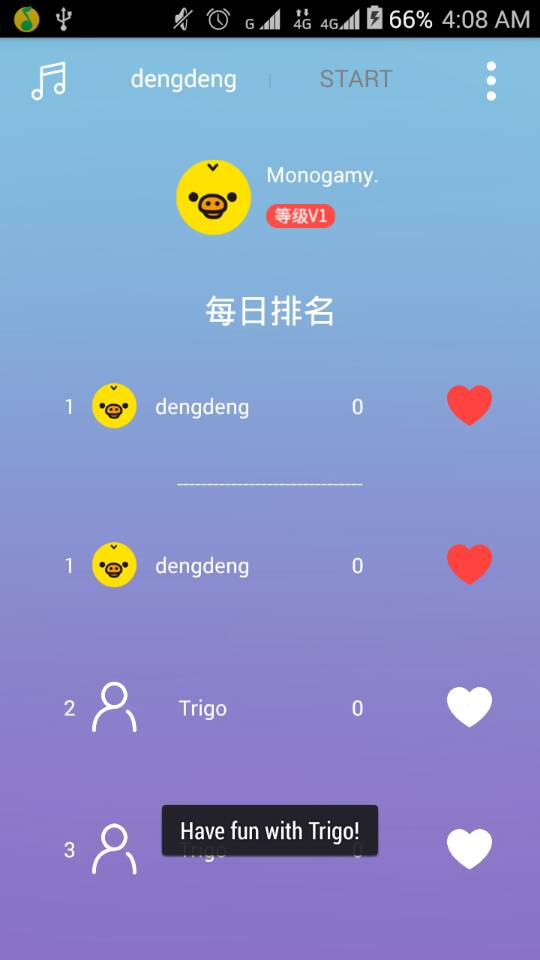 G 4G 4G 66% 4:08 AM
dengdeng | START
Monogamy.
等级V1
每日排名
1 dengdeng 0
-------------------------------
1 dengdeng 0
2 Trigo 0
Have fun with Trigo!
3 Trigo 0